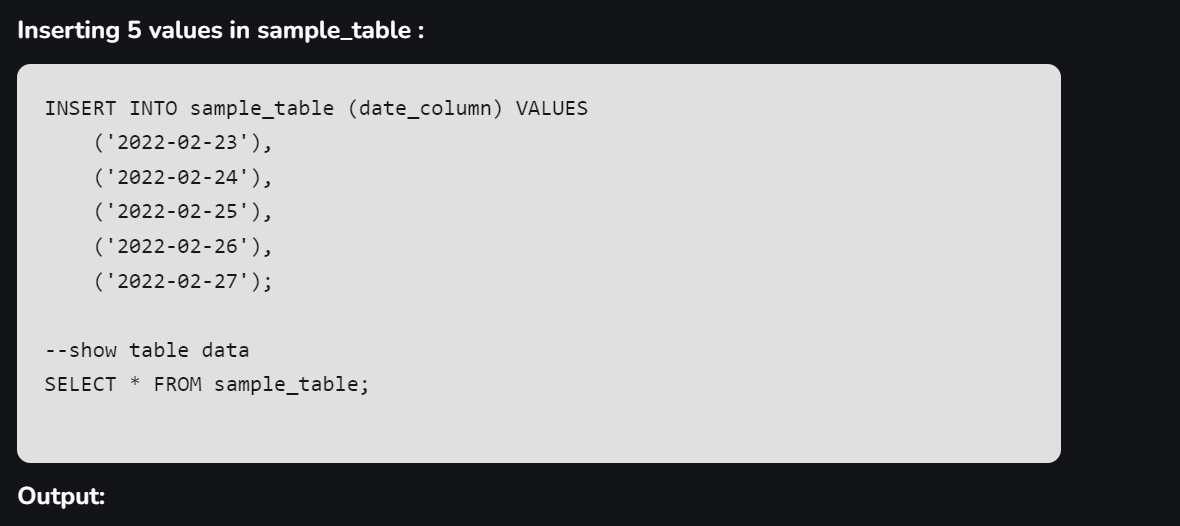 Inserting 5 values in sample_table :
INSERT INTO sample_table (date_column) VALUES
    ('2022-02-23'),
    ('2022-02-24'),
    ('2022-02-25'),
    ('2022-02-26'),
    ('2022-02-27');
--show table data
SELECT * FROM sample_table;
Output: